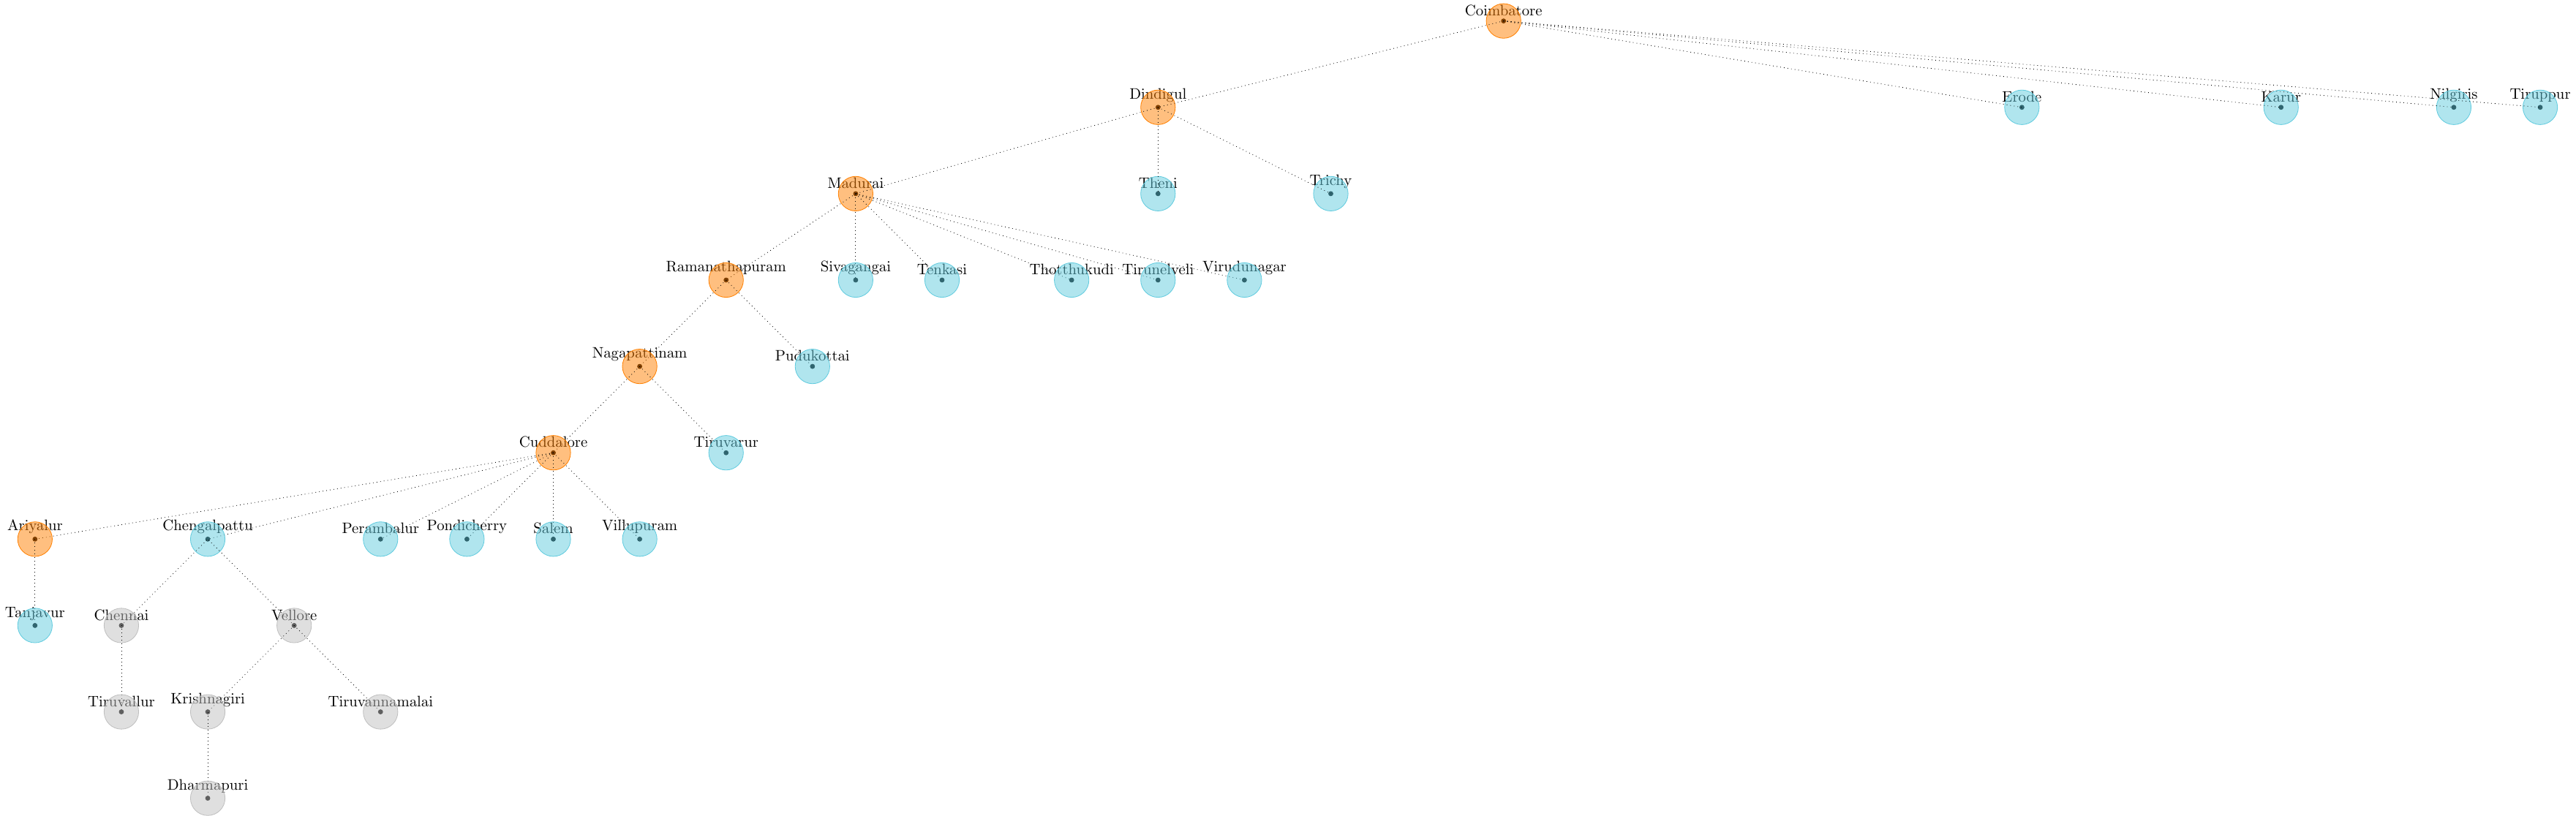 Coimbatore
Dindigul
Erode
Karur
Nilgiris
Tiruppur
Madurai
Theni
Trichy
Ramanathapuram
Sivagangai
Tenkasi
Thotthukudi
Tirunelveli
Virudunagar
Nagapattinam
Pudukottai
Cuddalore
Tiruvarur
Ariyalur
Chengalpattu
Perambalur
Pondicherry
Salem
Villupuram
Tanjavur
Chennai
Vellore
Tiruvallur
Krishnagiri
Tiruvannamalai
Dharmapuri